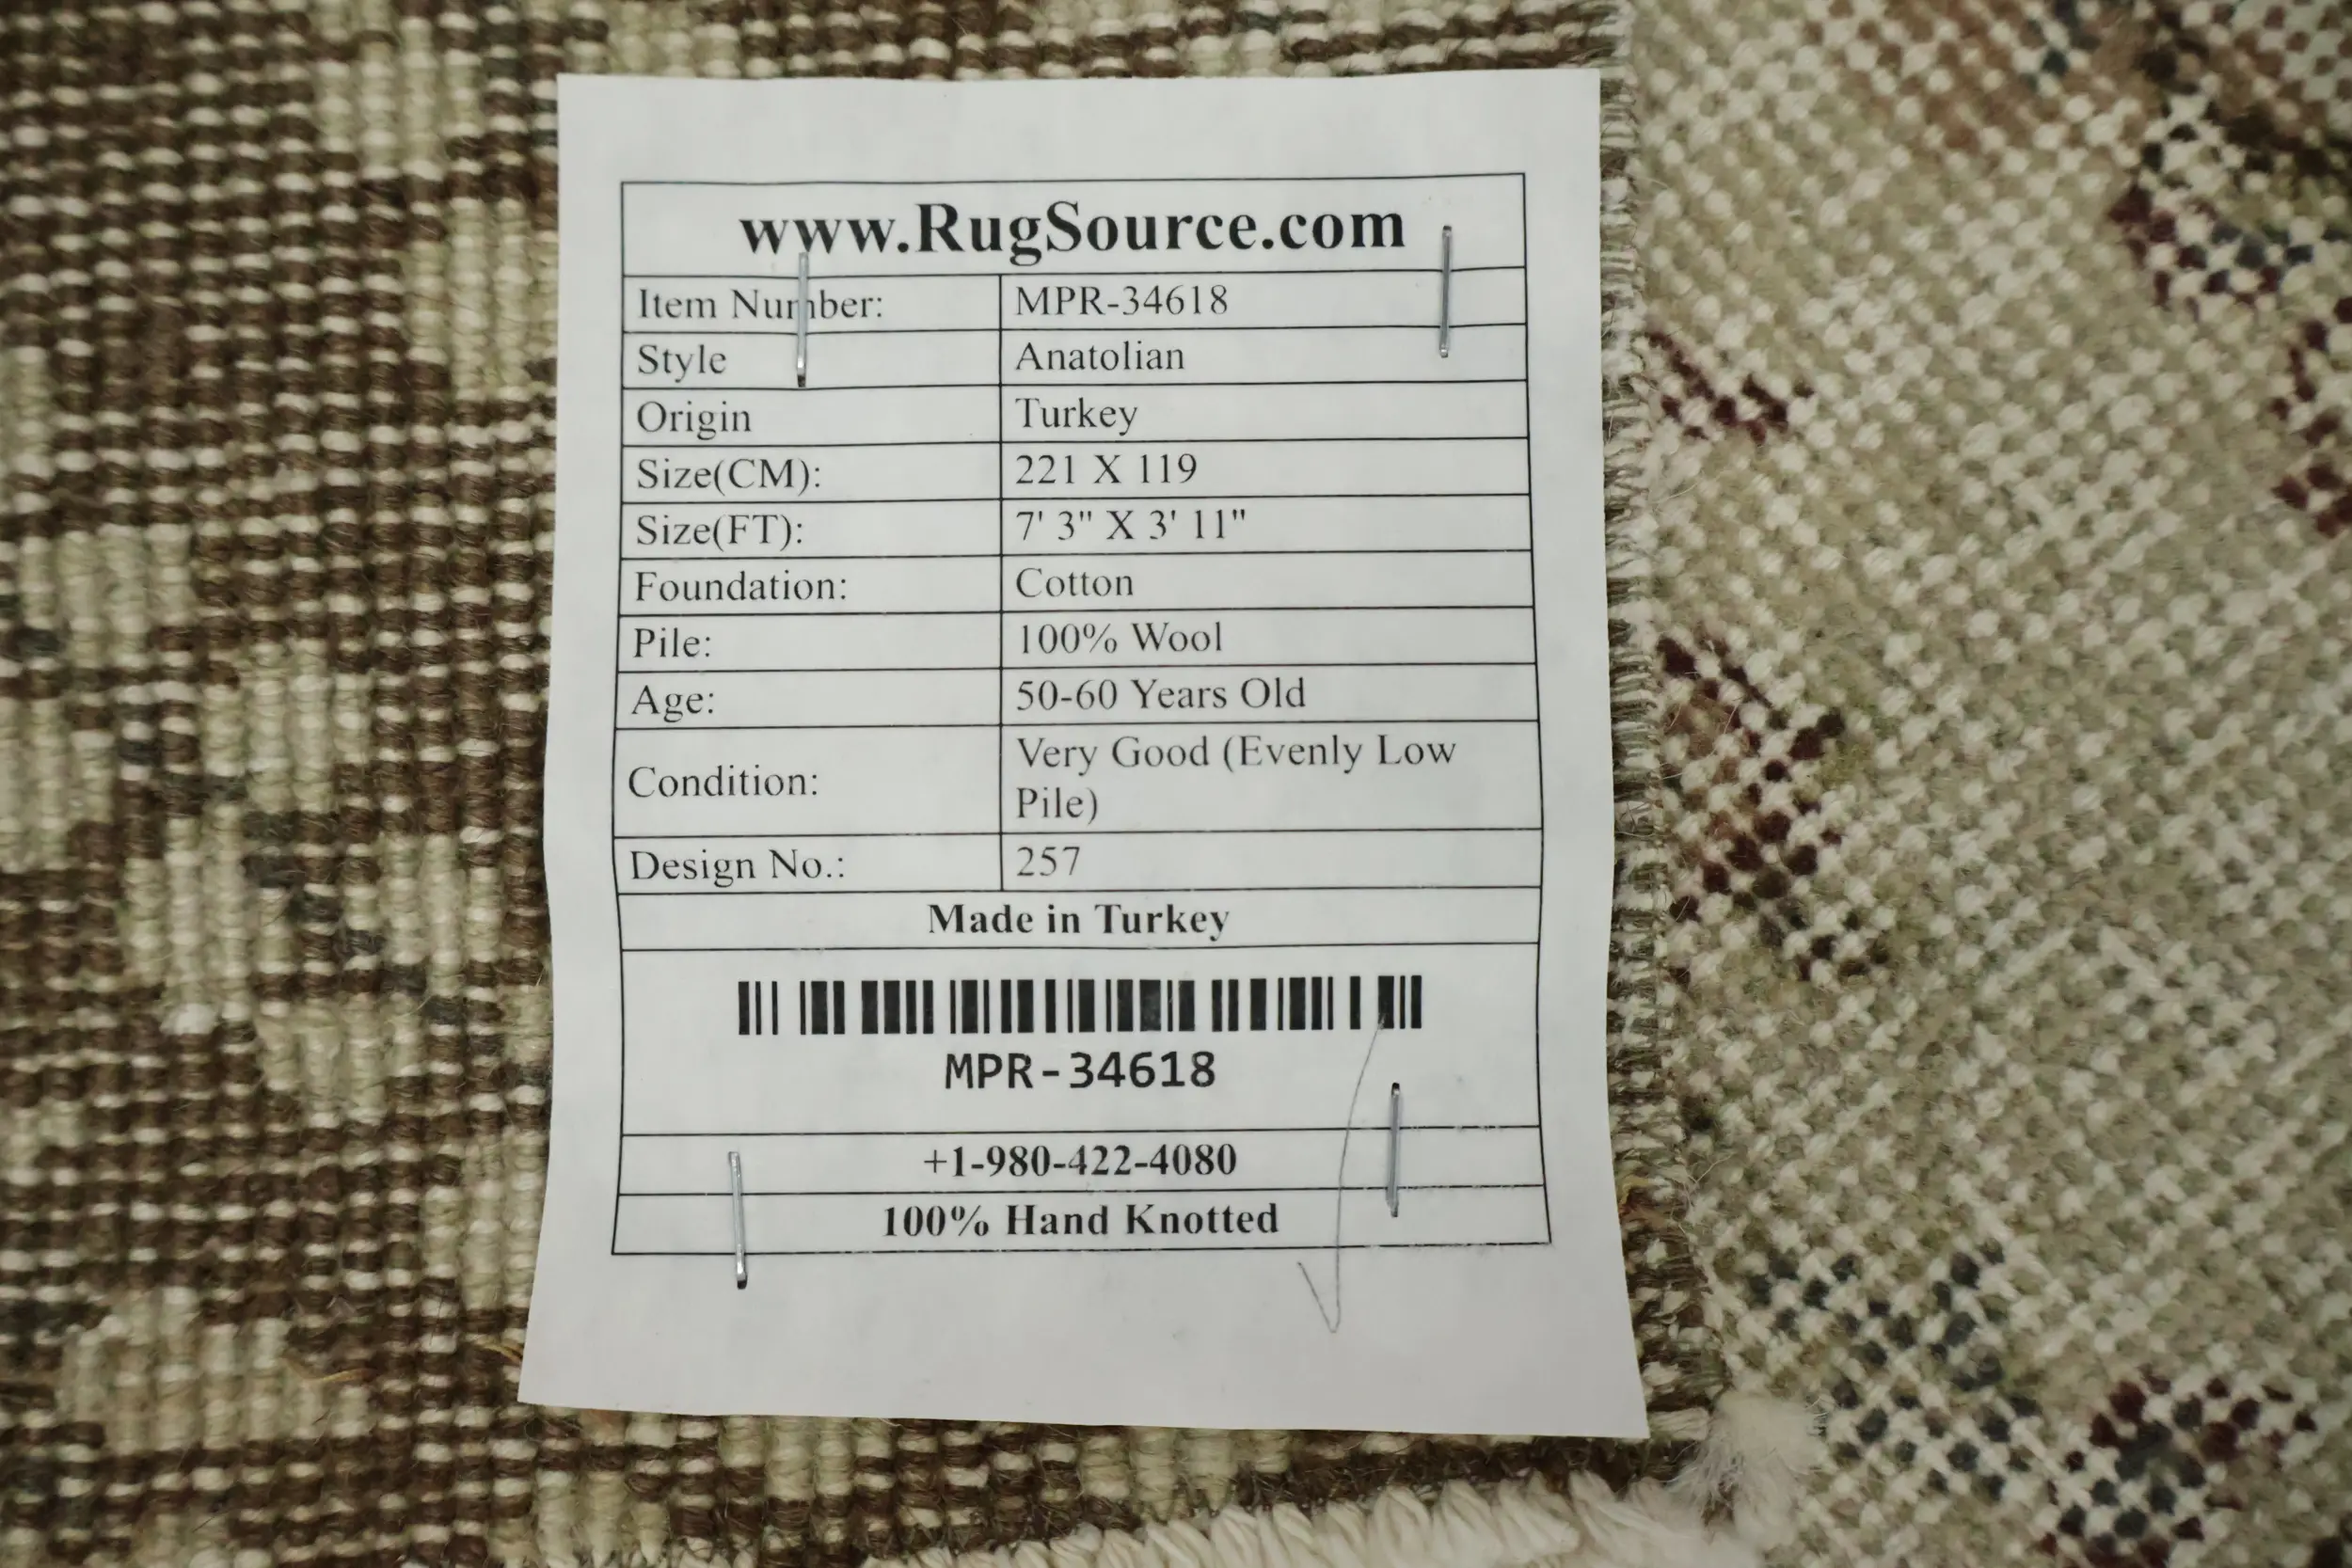 www.RugSource.com
Item Number: MPR-34618
Style Anatolian
Origin Turkey
Size(CM): 221 X 119
Size(FT): 7' 3" X 3' 11"
Foundation: Cotton
Pile: 100% Wool
Age: 50-60 Years Old
Condition: Very Good (Evenly Low
Pile)
Design No.: 257
Made in Turkey
MPR-34618
+1-980-422-4080
100% Hand Knotted